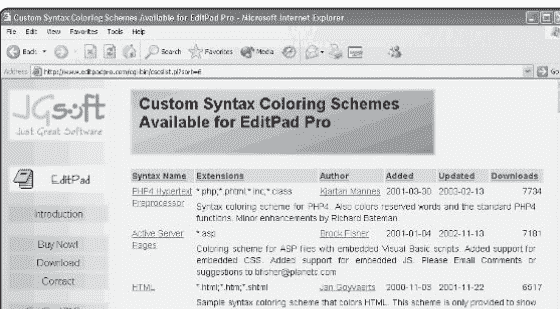 Custom Syntax Coloring Schemes Available for EditPad Pro - Microsoft Internet Explorer
File Edit View Favorites Tools Help
Back Search Favorites Media
Address http://www.editpadpro.com/cgi-bin/cscslist.pl?sort=6 Go
JGsoft
Just Great Software
EditPad
Introduction
Buy Now!
Download
Contact
Custom Syntax Coloring Schemes
Available for EditPad Pro
Syntax Name Extensions Author Added Updated Downloads
PHP4 Hypertext Preprocessor *.php;*.phtml;*.inc;*.class Kjartan Mannes 2001-03-30 2003-02-13 7734
Syntax coloring scheme for PHP4. Also colors reserved words and the standard PHP4
functions. Minor enhancements by Richard Bateman
Active Server Pages *.asp Brock Fisher 2001-01-04 2002-11-13 7181
Coloring scheme for ASP files with embedded Visual Basic scripts. Added support for
embedded CSS. Added support for embedded JS. Please Email Comments or
suggestions to bfisher@planetc.com
HTML *.html;*.htm;*.shtml Jan Goyvaerts 2000-11-03 2001-11-22 6517
Sample syntax coloring scheme that colors HTML. This scheme is only provided to show